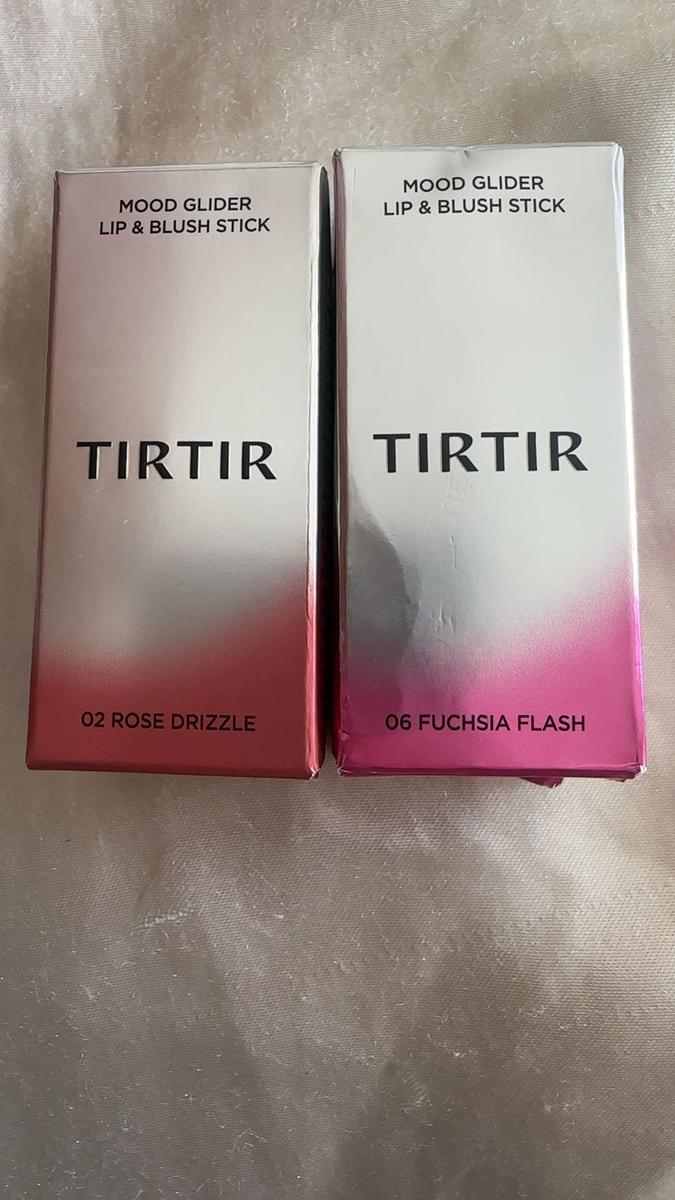 MOOD GLIDER
LIP & BLUSH STICK
TIRTIR
02 ROSE DRIZZLE
MOOD GLIDER
LIP & BLUSH STICK
TIRTIR
06 FUCHSIA FLASH